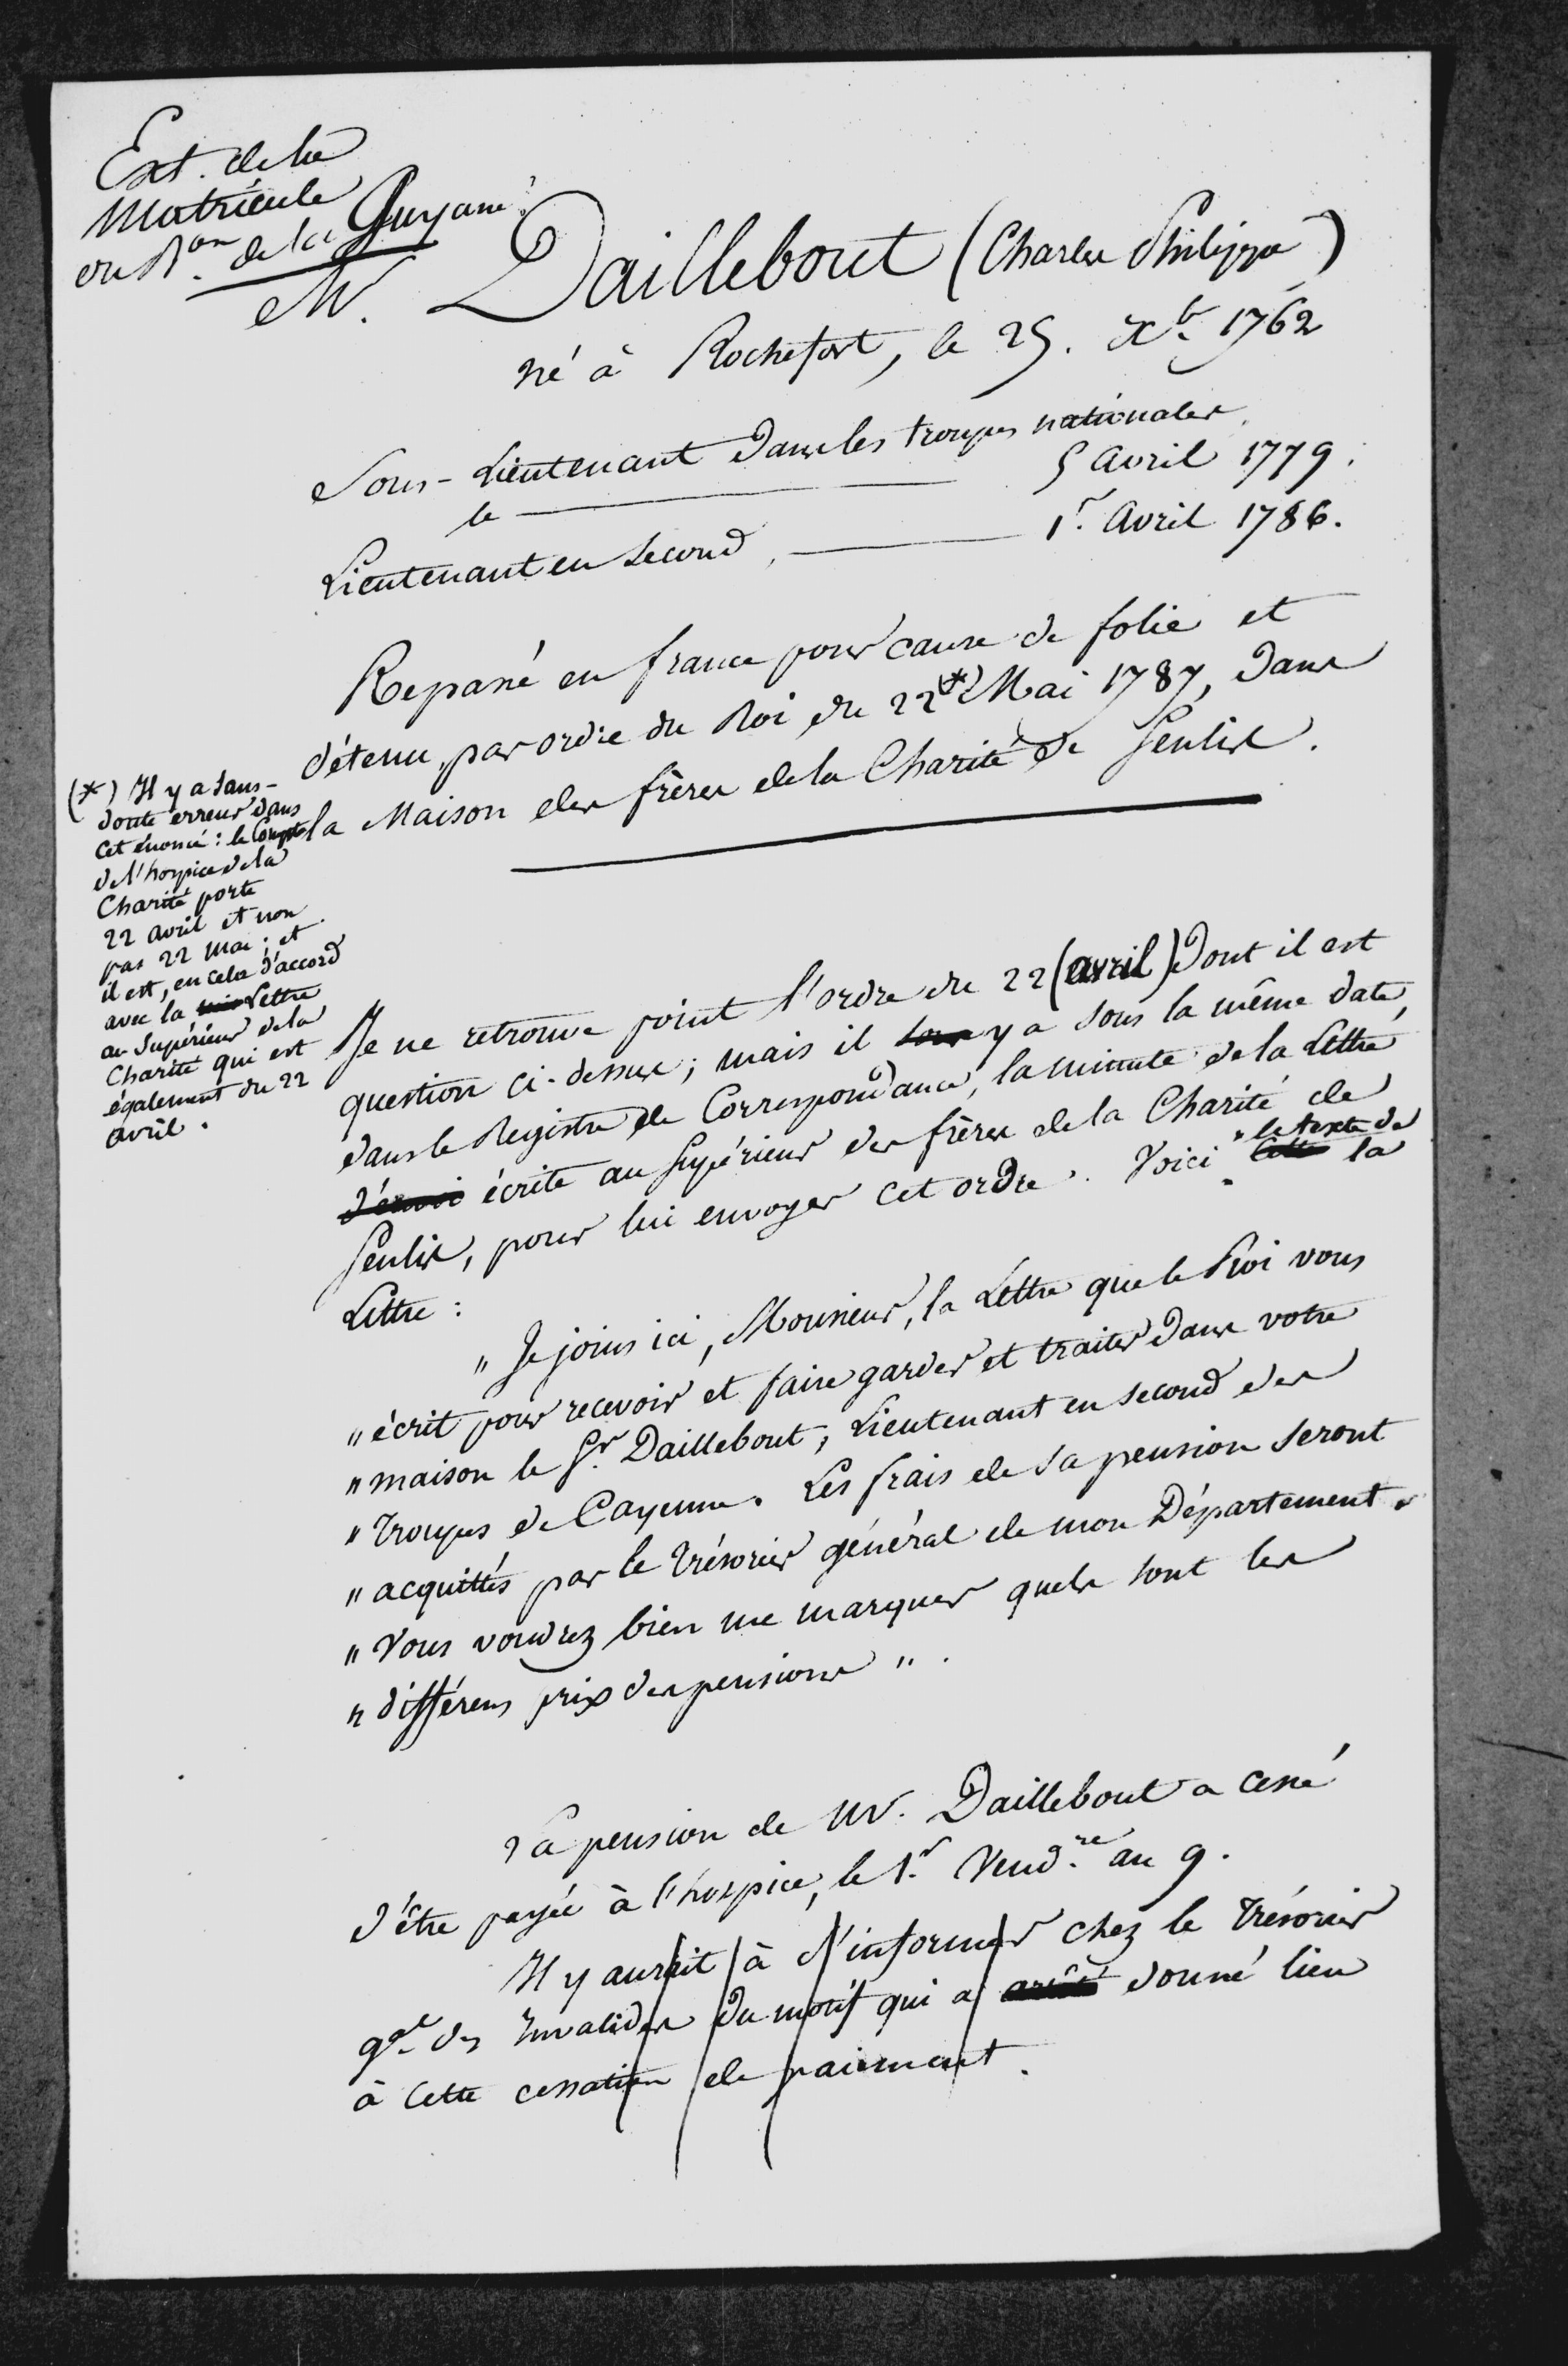 Ext. de la
Matricule
du Bon de la Guyane.
M. Daillebout (Charles Philippe)
né à Rochefort, le 25. Xbre 1762
Sous-Lieutenant dans les troupes nationales
le 5 avril 1779.
Lieutenant en second, 1r. avril 1786.
Repassé en france pour cause de folie et
détenu, par ordre du Roi du 22 (*) Mai 1787, dans
la Maison des frères de la Charité de Senlis.
(*) Il y a sans-
doute erreur dans
cet énoncé : le Compte
de l'hospice de la
Charité porte
22 avril et non
pas 22 mai ; et
il est, en cela d'accord
avec la Lettre
au Supérieur de la
Charité qui est
également du 22
avril.
Je ne retrouve point l'ordre du 22 (avril) dont il est
question ci-dessus ; mais il sous y a sous la même date,
dans le Registre de Correspondance, la minute de la Lettre
d'envoi écrite au Supérieur des frères de la Charité de
Senlis, pour lui envoyer cet ordre. Voici le texte de cette la
Lettre :
" Je joins ici, Monsieur, la Lettre que le Roi vous
" écrit pour recevoir et faire garder et traiter dans votre
" maison le Sr. Daillebout, Lieutenant en second des
" Troupes de Cayenne. Les frais de sa pension seront
" acquittés par le Trésorier général de mon Département.
" Vous voudrez bien me marquer quels sont les
" différens prix des pensions ".
La pension de M. Daillebout a cessé
d'être payée à l'hospice, le 1r. Vend.re an 9.
Il y aurait à s'informer chez le Trésorier
gal des Invalides du motif qui a donné lieu
à cette cessation de paiement.